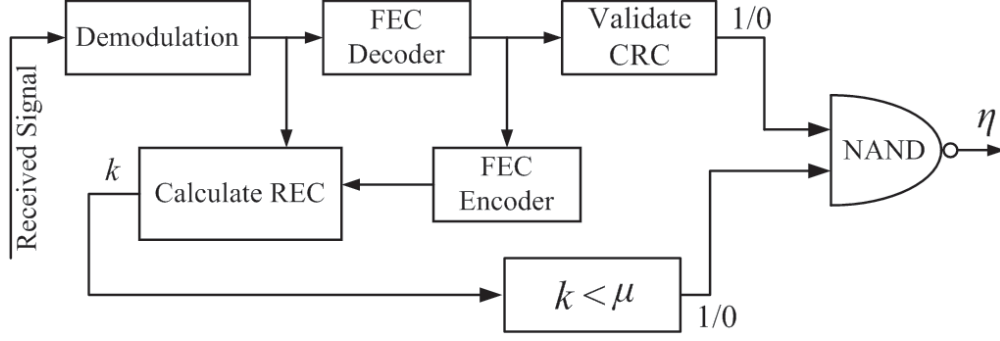 Received Signal
Demodulation
FEC
Decoder
Validate
CRC
1/0
k
Calculate REC
FEC
Encoder
NAND
η
k < μ
1/0